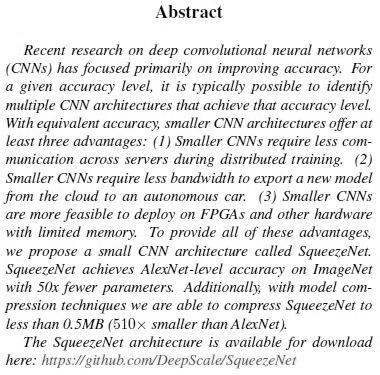 Abstract
Recent research on deep convolutional neural networks
(CNNs) has focused primarily on improving accuracy. For
a given accuracy level, it is typically possible to identify
multiple CNN architectures that achieve that accuracy level.
With equivalent accuracy, smaller CNN architectures offer at
least three advantages: (1) Smaller CNNs require less com-
munication across servers during distributed training. (2)
Smaller CNNs require less bandwidth to export a new model
from the cloud to an autonomous car. (3) Smaller CNNs
are more feasible to deploy on FPGAs and other hardware
with limited memory. To provide all of these advantages,
we propose a small CNN architecture called SqueezeNet.
SqueezeNet achieves AlexNet-level accuracy on ImageNet
with 50x fewer parameters. Additionally, with model com-
pression techniques we are able to compress SqueezeNet to
less than 0.5MB (510× smaller than AlexNet).
The SqueezeNet architecture is available for download
here: https://github.com/DeepScale/SqueezeNet